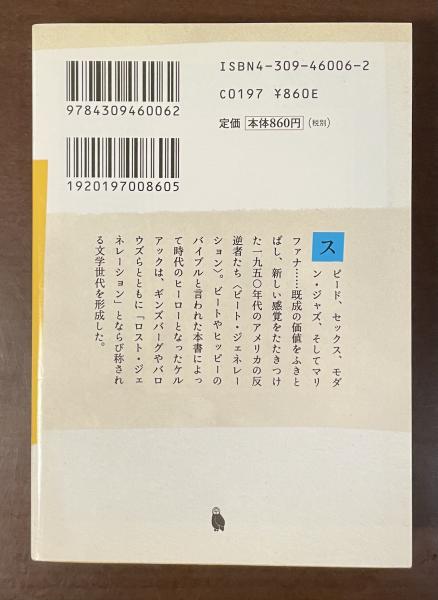 ISBN4-309-46006-2
C0197 ¥860E
定価 本体860円 (税別)
9784309460062
1920197008605
スピード、セックス、モダ
ン・ジャズ、そしてマリ
ファナ……既成の価値をふきと
ばし、新しい感覚をたたきつけ
た一九五〇年代のアメリカの反
逆者たち〈ビート・ジェネレー
ション〉。ビートやヒッピーの
バイブルと言われた本書によっ
て時代のヒーローとなったケル
アックは、ギンズバーグやバロ
ウズらとともに「ロスト・ジェ
ネレーション」とならび称され
る文学世代を形成した。